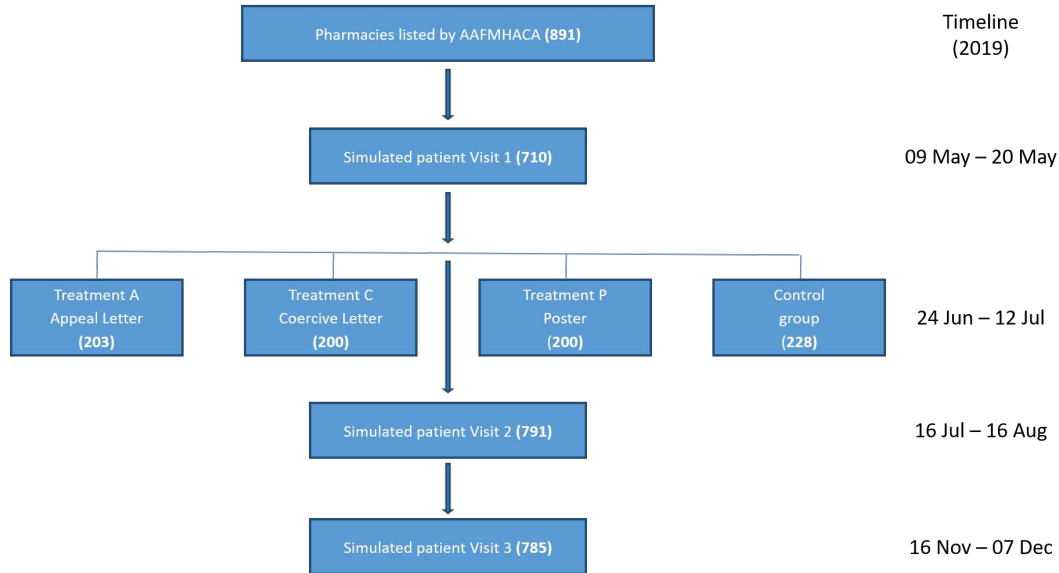 Pharmacies listed by AAFMHACA (891)
Timeline
(2019)
Simulated patient Visit 1 (710)
09 May – 20 May
Treatment A
Appeal Letter
(203)
Treatment C
Coercive Letter
(200)
Treatment P
Poster
(200)
Control
group
(228)
24 Jun – 12 Jul
Simulated patient Visit 2 (791)
16 Jul – 16 Aug
Simulated patient Visit 3 (785)
16 Nov – 07 Dec